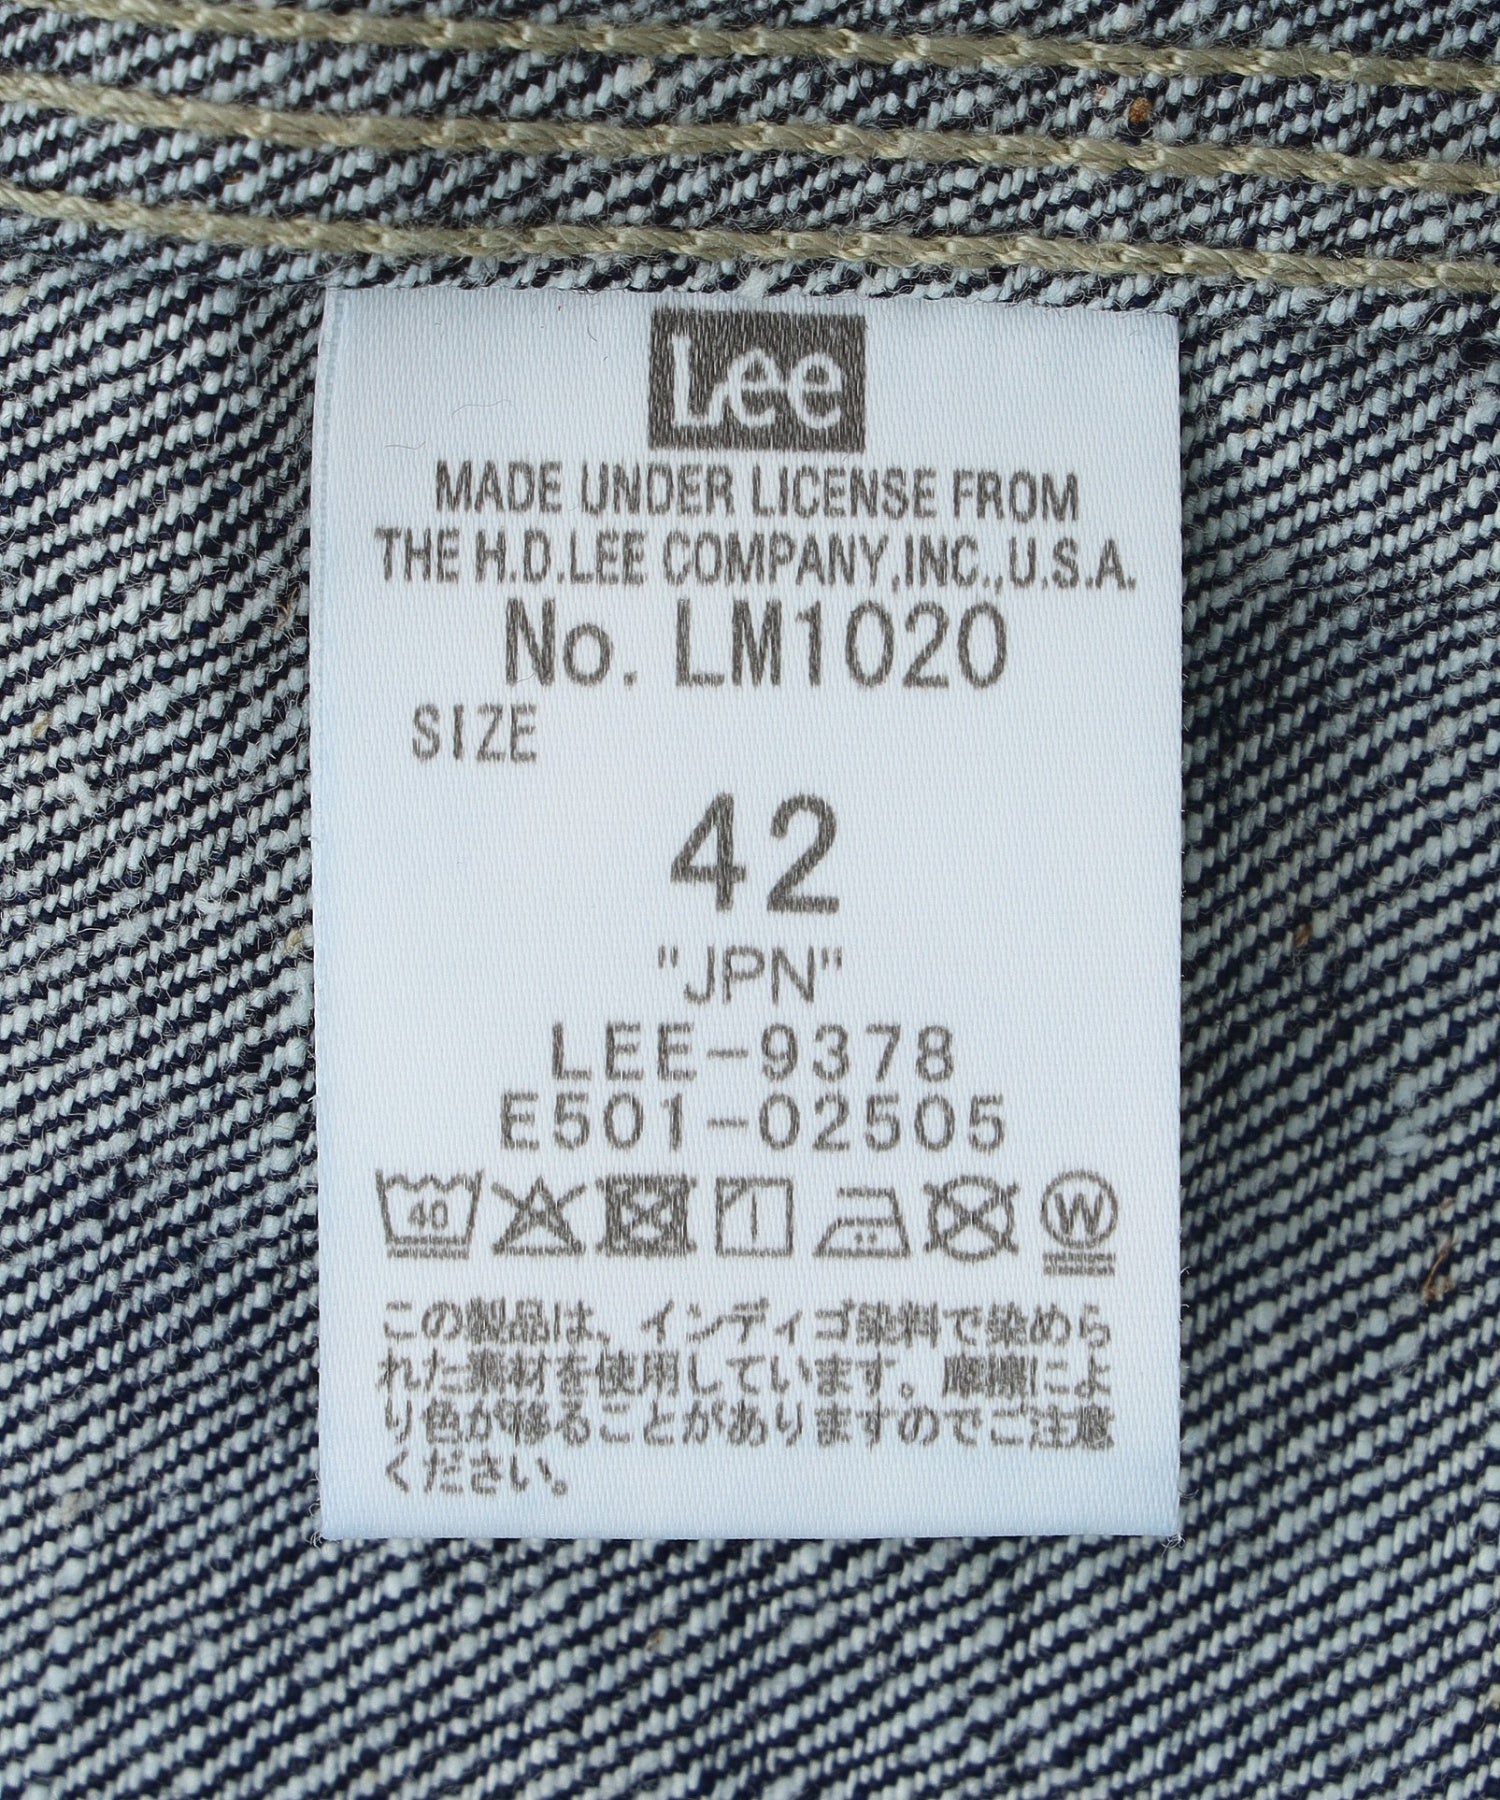 Lee
MADE UNDER LICENSE FROM
THE H.D.LEE COMPANY,INC.,U.S.A.
No. LM1020
SIZE
42
"JPN"
LEE-9378
E501-02505
40
W
この製品は、インディゴ染料で染めら
れた素材を使用しています。摩擦によ
り色が移ることがありますのでご注意
ください。